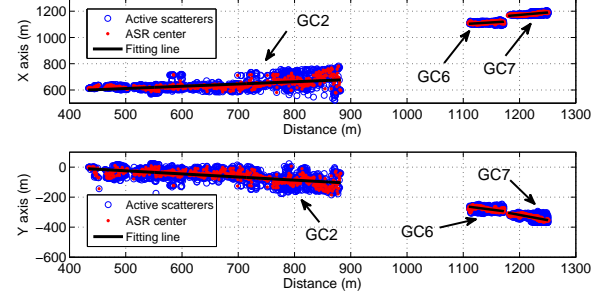 1200
1000
800
600
X axis (m)
Active scatterers
ASR center
Fitting line
GC2
GC6
GC7
400 500 600 700 800 900 1000 1100 1200 1300
Distance (m)
0
−200
−400
−600
Y axis (m)
Active scatterers
ASR center
Fitting line
GC2
GC6
GC7
400 500 600 700 800 900 1000 1100 1200 1300
Distance (m)